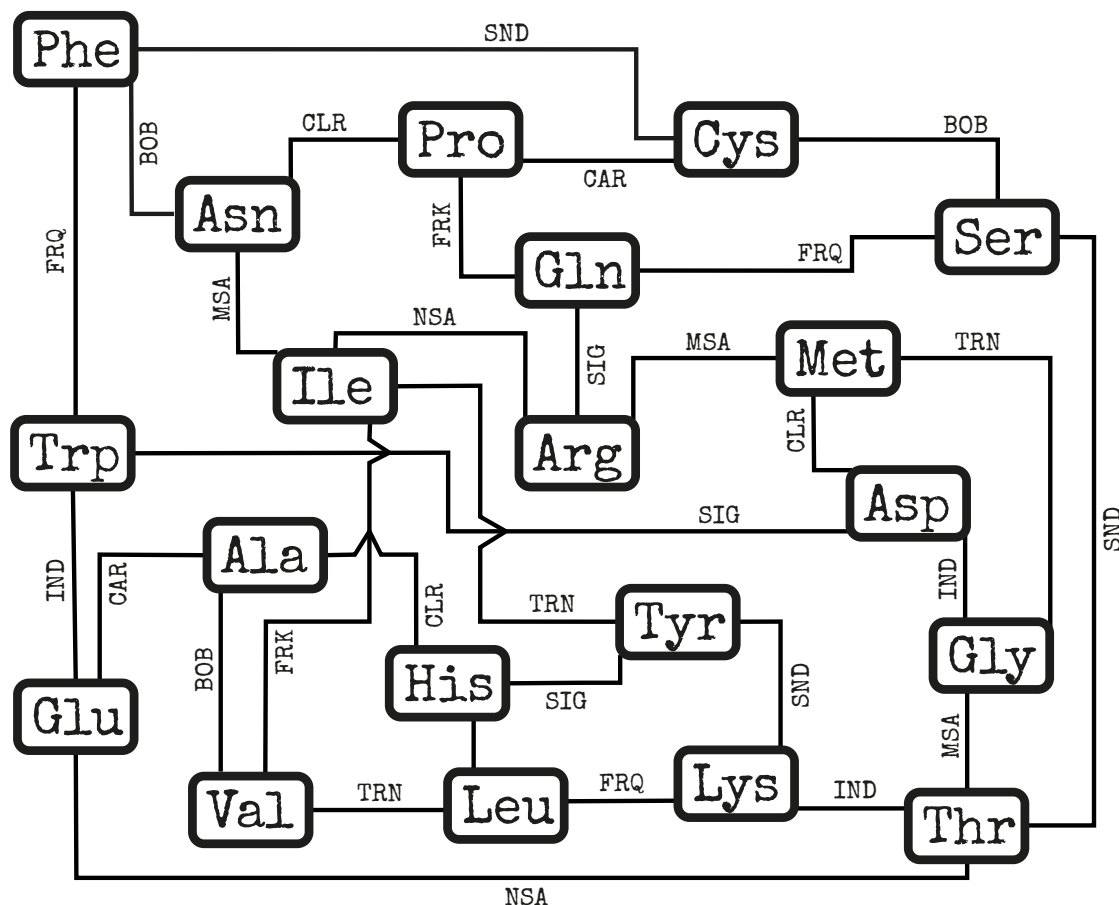 Phe
SND
BOB
CLR
Pro
Cys
BOB
CAR
Asn
FRK
Ser
FRQ
Gln
FRQ
MSA
NSA
SIG
MSA
Met
TRN
Ile
CLR
Trp
Arg
Asp
SIG
SND
Ala
IND
CAR
CLR
TRN
Tyr
IND
BOB
FRK
His
SIG
SND
Gly
Glu
MSA
Val
TRN
Leu
FRQ
Lys
IND
Thr
NSA